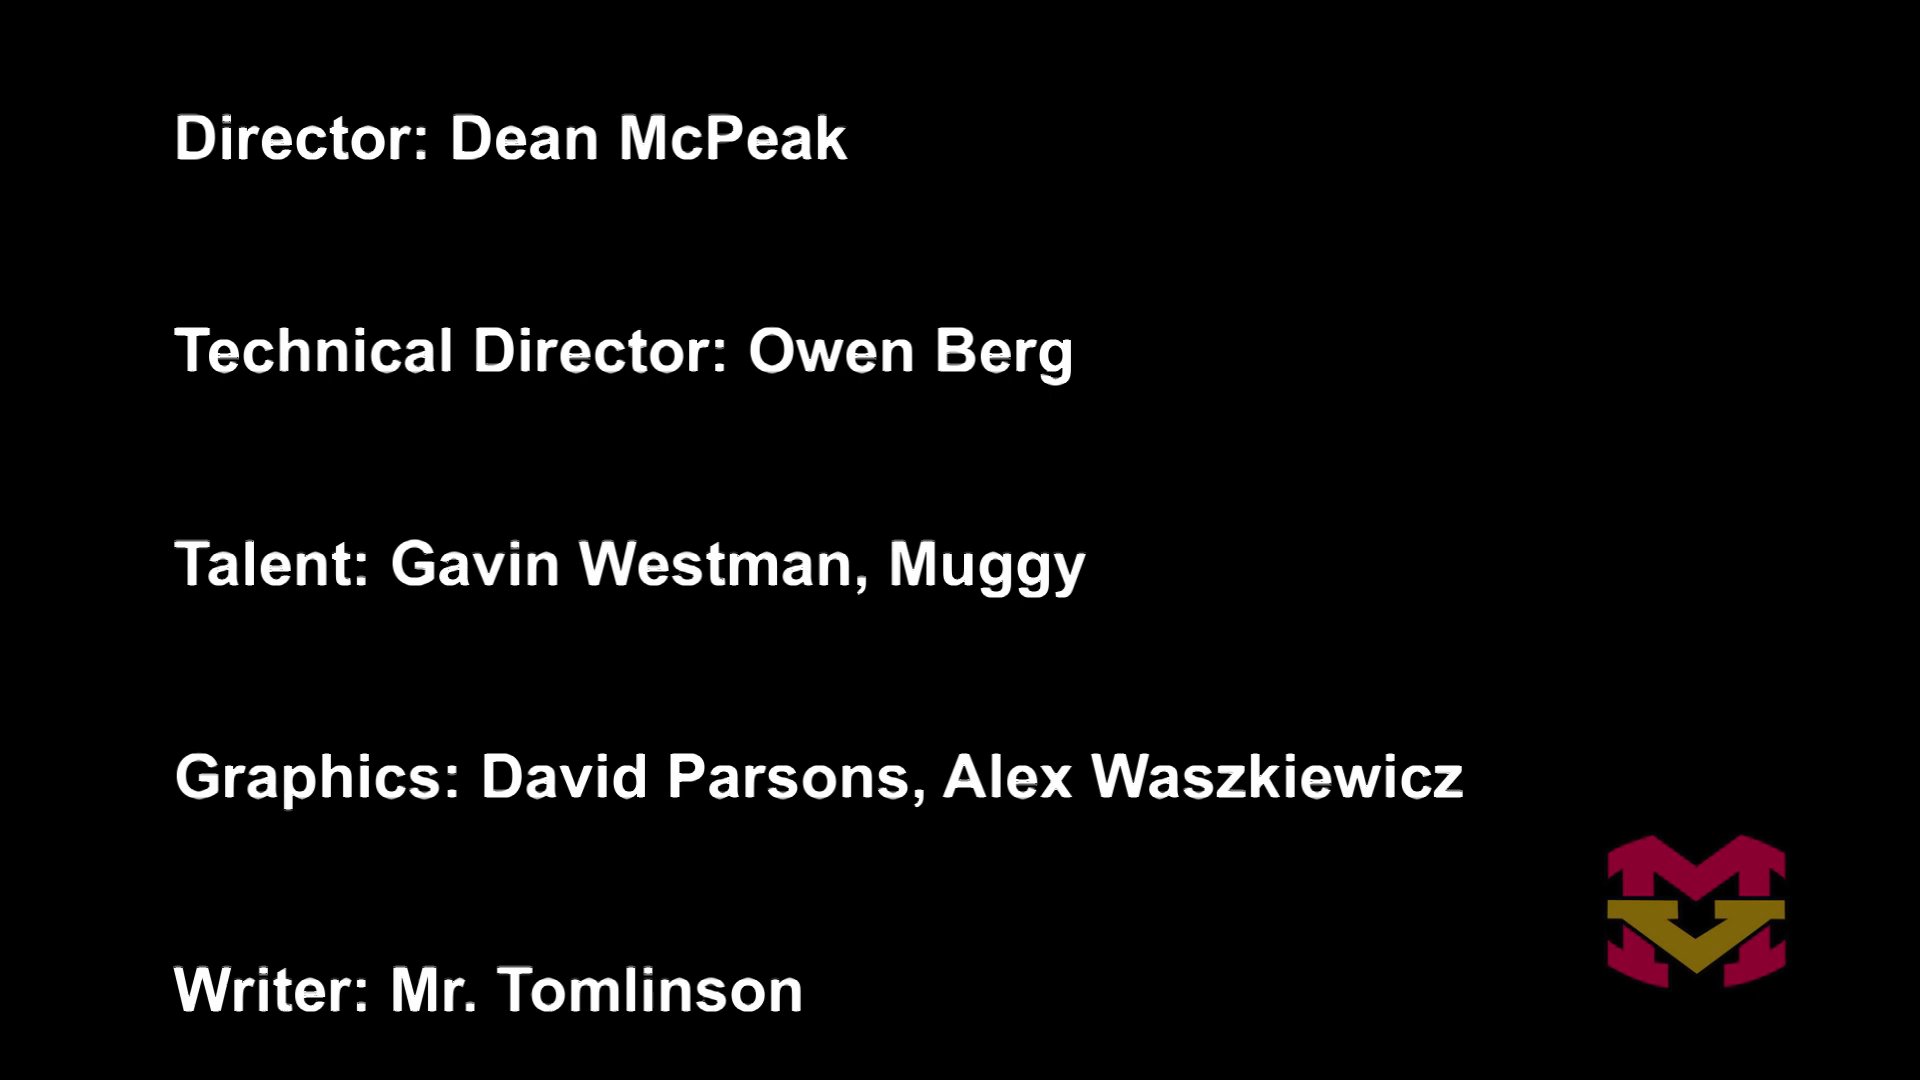 Director: Dean McPeak
Technical Director: Owen Berg
Talent: Gavin Westman, Muggy
Graphics: David Parsons, Alex Waszkiewicz
Writer: Mr. Tomlinson
MV